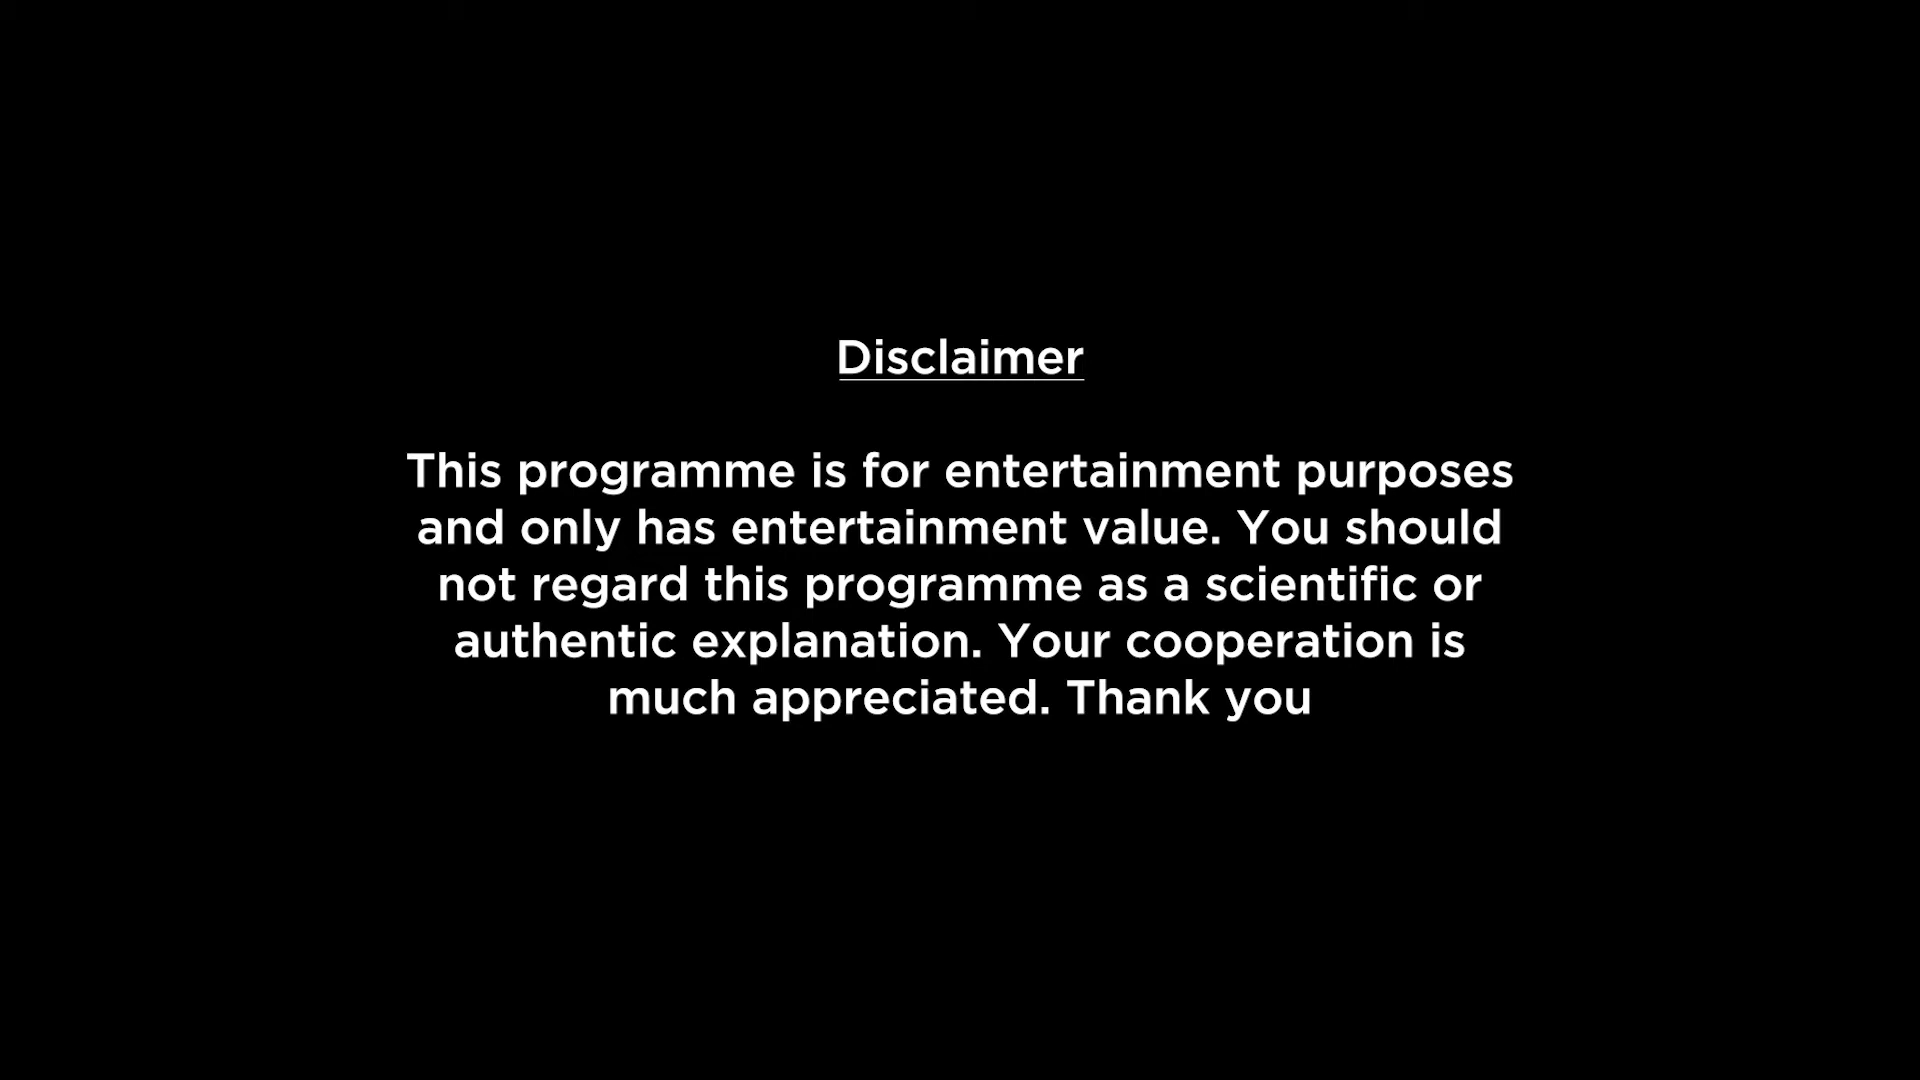 Disclaimer
This programme is for entertainment purposes
and only has entertainment value. You should
not regard this programme as a scientific or
authentic explanation. Your cooperation is
much appreciated. Thank you